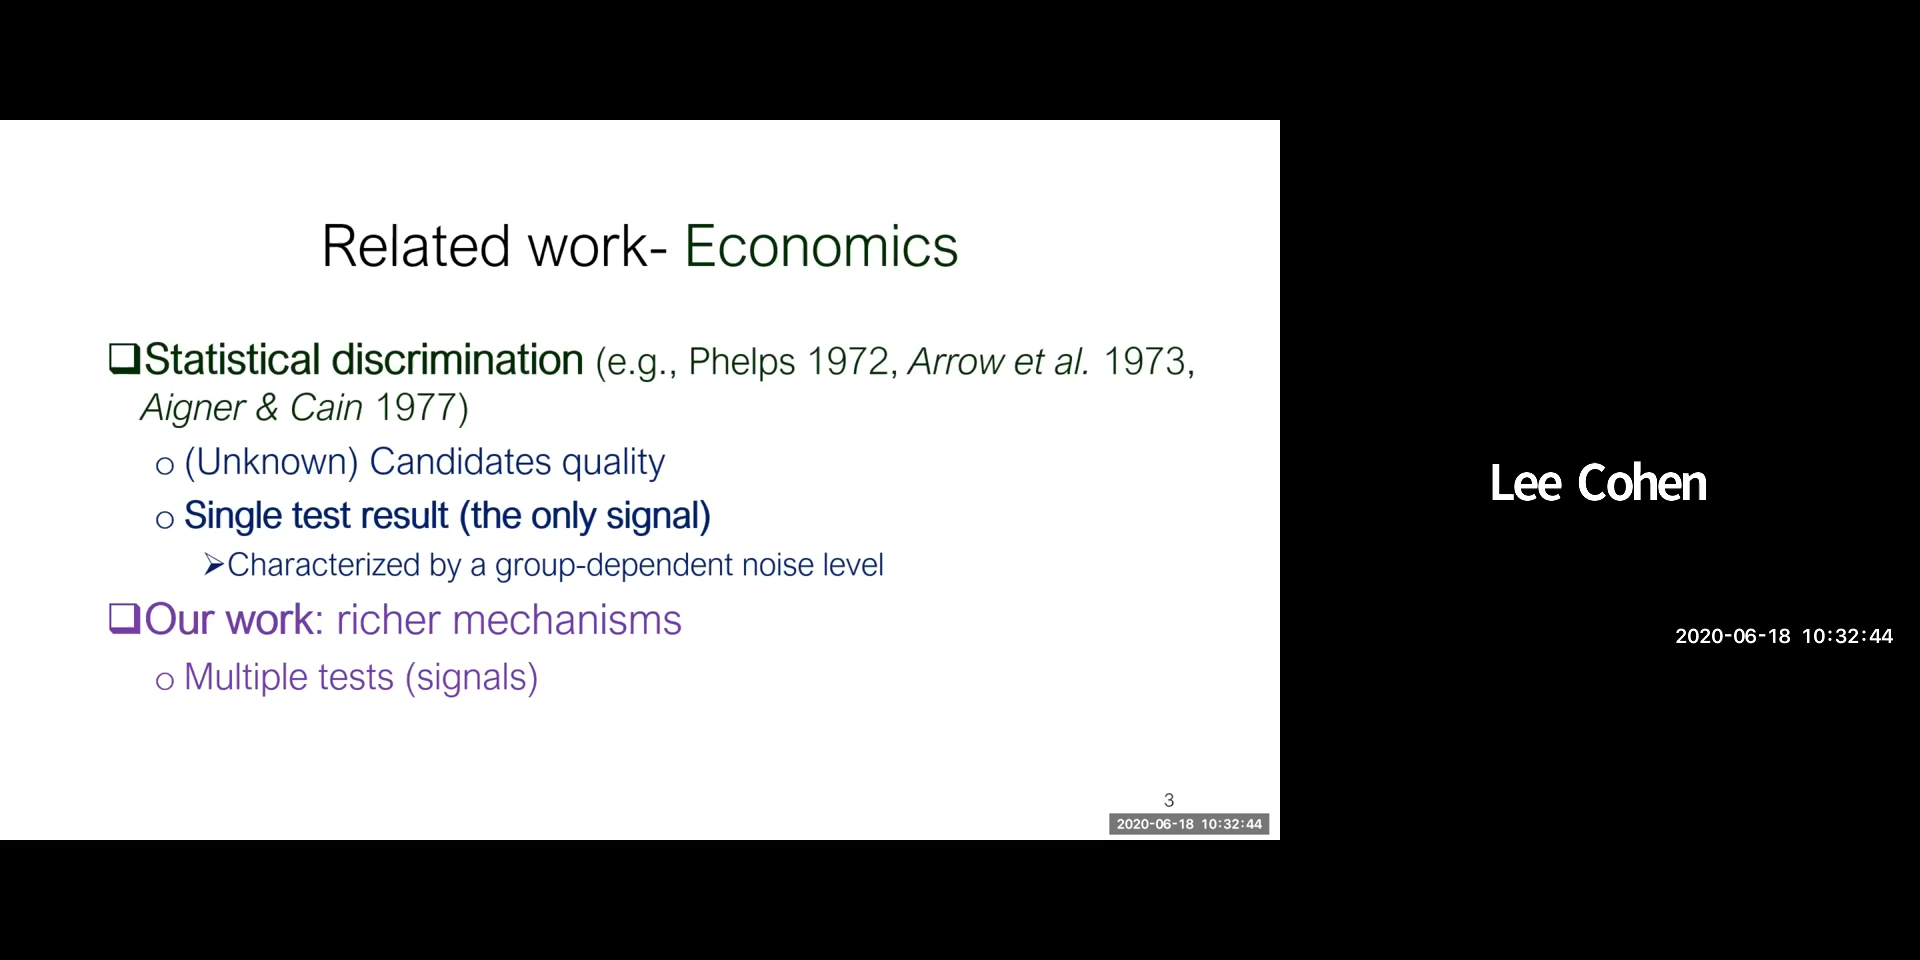 Related work- Economics
❑Statistical discrimination (e.g., Phelps 1972, Arrow et al. 1973,
Aigner & Cain 1977)
o (Unknown) Candidates quality
o Single test result (the only signal)
➢Characterized by a group-dependent noise level
❑Our work: richer mechanisms
o Multiple tests (signals)
3
2020-06-18 10:32:44
Lee Cohen
2020-06-18 10:32:44